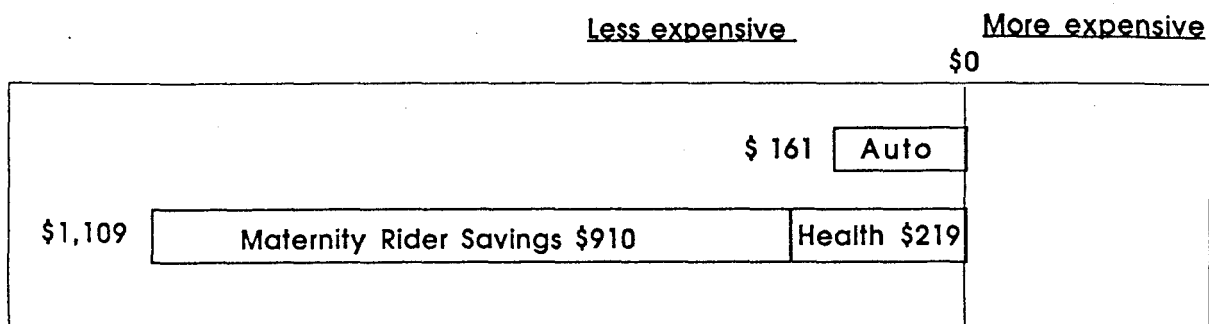 Less expensive More expensive
$0
$ 161 Auto
$1,109 Maternity Rider Savings $910 Health $219